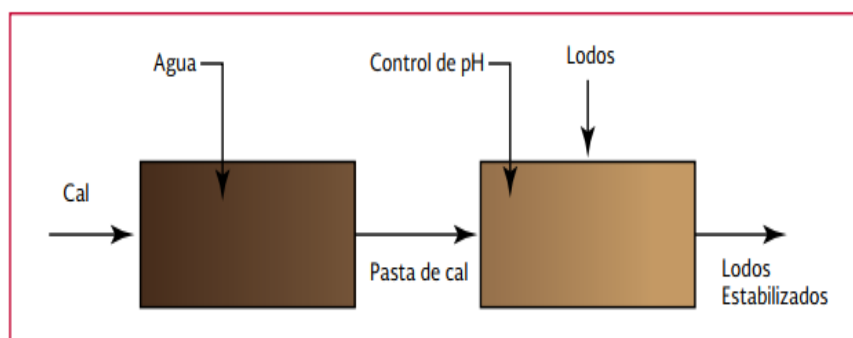 Agua
Control de pH
Lodos
Cal
Pasta de cal
Lodos
Estabilizados